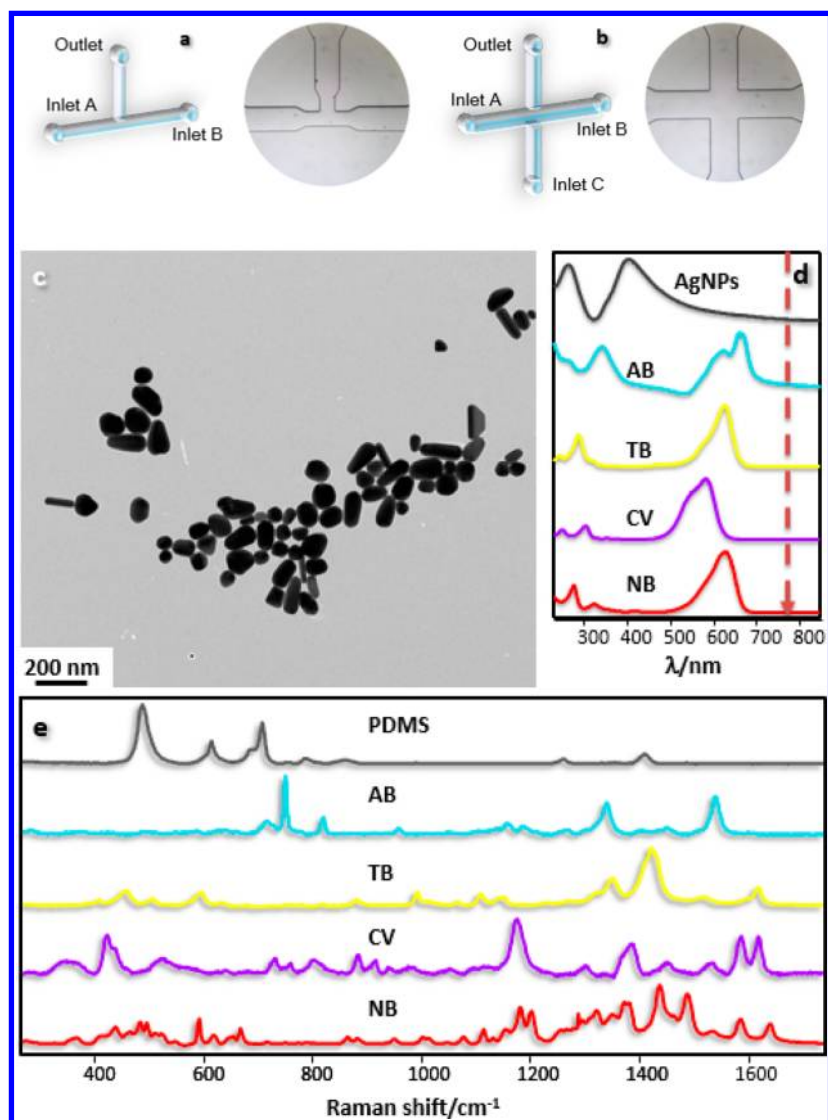 a
Outlet
Inlet A
Inlet B
b
Outlet
Inlet A
Inlet B
Inlet C
c
200 nm
d
AgNPs
AB
TB
CV
NB
300 400 500 600 700 800
λ/nm
e
PDMS
AB
TB
CV
NB
400 600 800 1000 1200 1400 1600
Raman shift/cm⁻¹